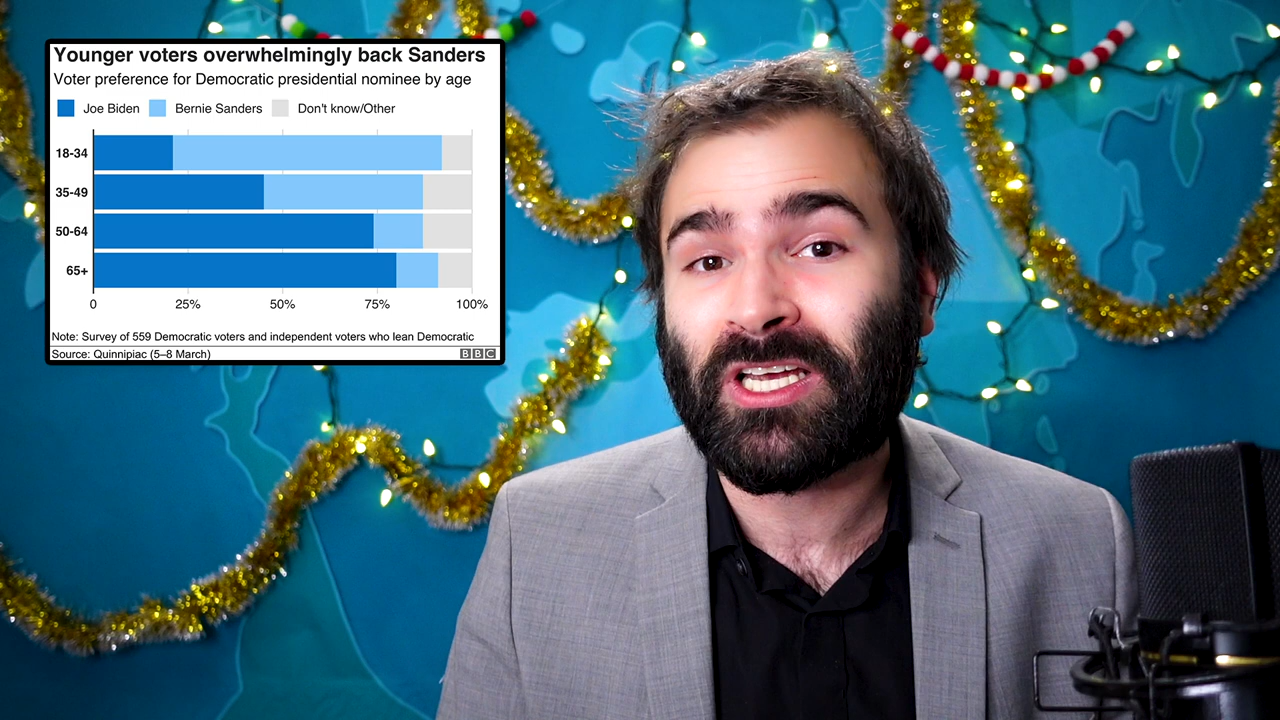 Younger voters overwhelmingly back Sanders
Voter preference for Democratic presidential nominee by age
Joe Biden Bernie Sanders Don't know/Other
18-34
35-49
50-64
65+
0 25% 50% 75% 100%
Note: Survey of 559 Democratic voters and independent voters who lean Democratic
Source: Quinnipiac (5–8 March) BBC